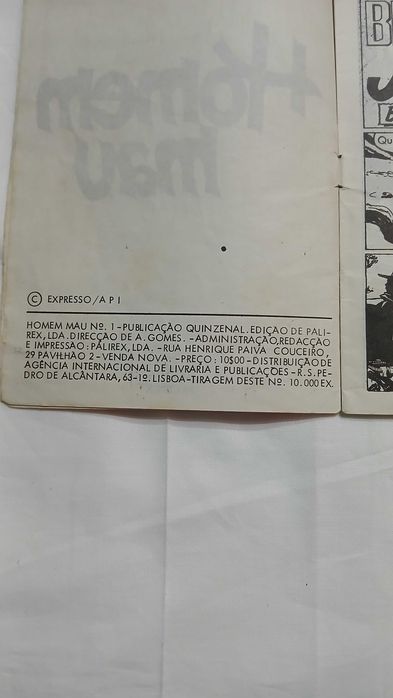 Homem
mau
© EXPRESSO/API
HOMEM MAU Nº. 1-PUBLICAÇÃO QUINZENAL. EDIÇÃO DE PALI-
REX, LDA. DIRECÇÃO DE A. GOMES. -ADMINISTRAÇÃO, REDACÇÃO
E IMPRESSÃO: PALIREX, LDA. -RUA HENRIQUE PAIVA COUCEIRO,
29 PAVILHÃO 2-VENDA NOVA. -PREÇO: 10$00-DISTRIBUIÇÃO DE
AGÊNCIA INTERNACIONAL DE LIVRARIA E PUBLICAÇÕES-R. S. PE-
DRO DE ALCÂNTARA, 63-1º. LISBOA-TIRAGEM DESTE Nº. 10.000 EX.